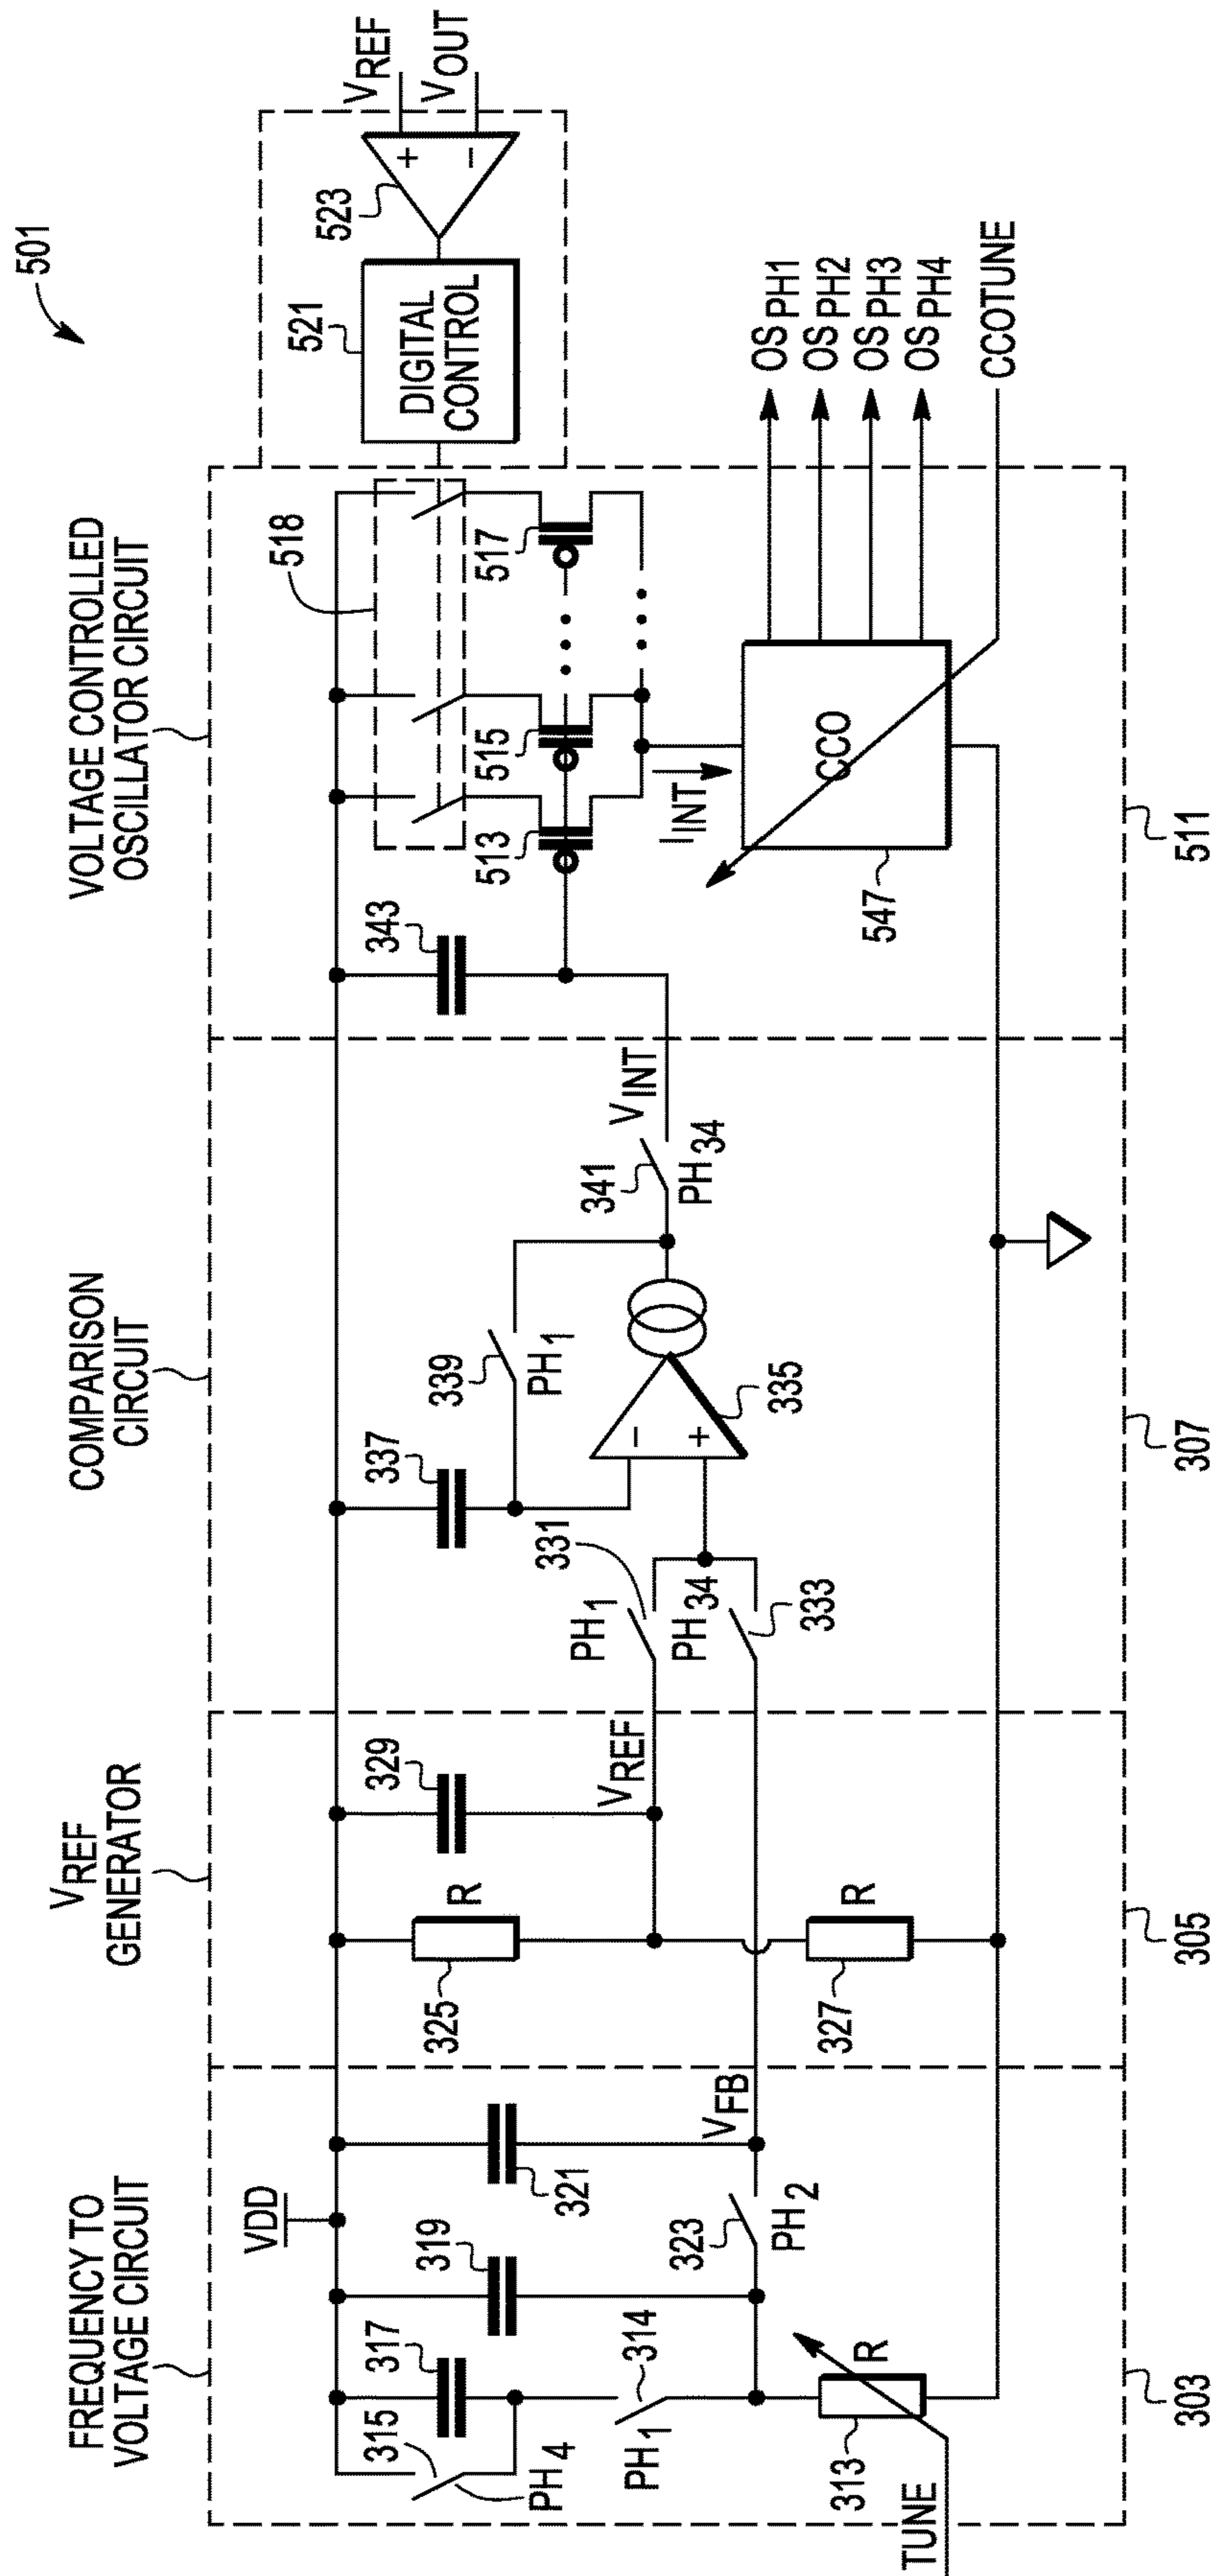 501
FREQUENCY TO
VOLTAGE CIRCUIT
VREF
GENERATOR
COMPARISON
CIRCUIT
VOLTAGE CONTROLLED
OSCILLATOR CIRCUIT
VDD
315
317
319
321
PH4
314
PH1
323
PH2
VFB
313
R
TUNE
303
325
R
329
VREF
327
R
305
337
339
PH1
331
PH1
PH34
333
−
+
335
341
PH34
VINT
307
343
518
513
515
517
IINT
CCO
547
511
521
DIGITAL
CONTROL
523
+
−
VREF
VOUT
OSPH1
OSPH2
OSPH3
OSPH4
CCOTUNE